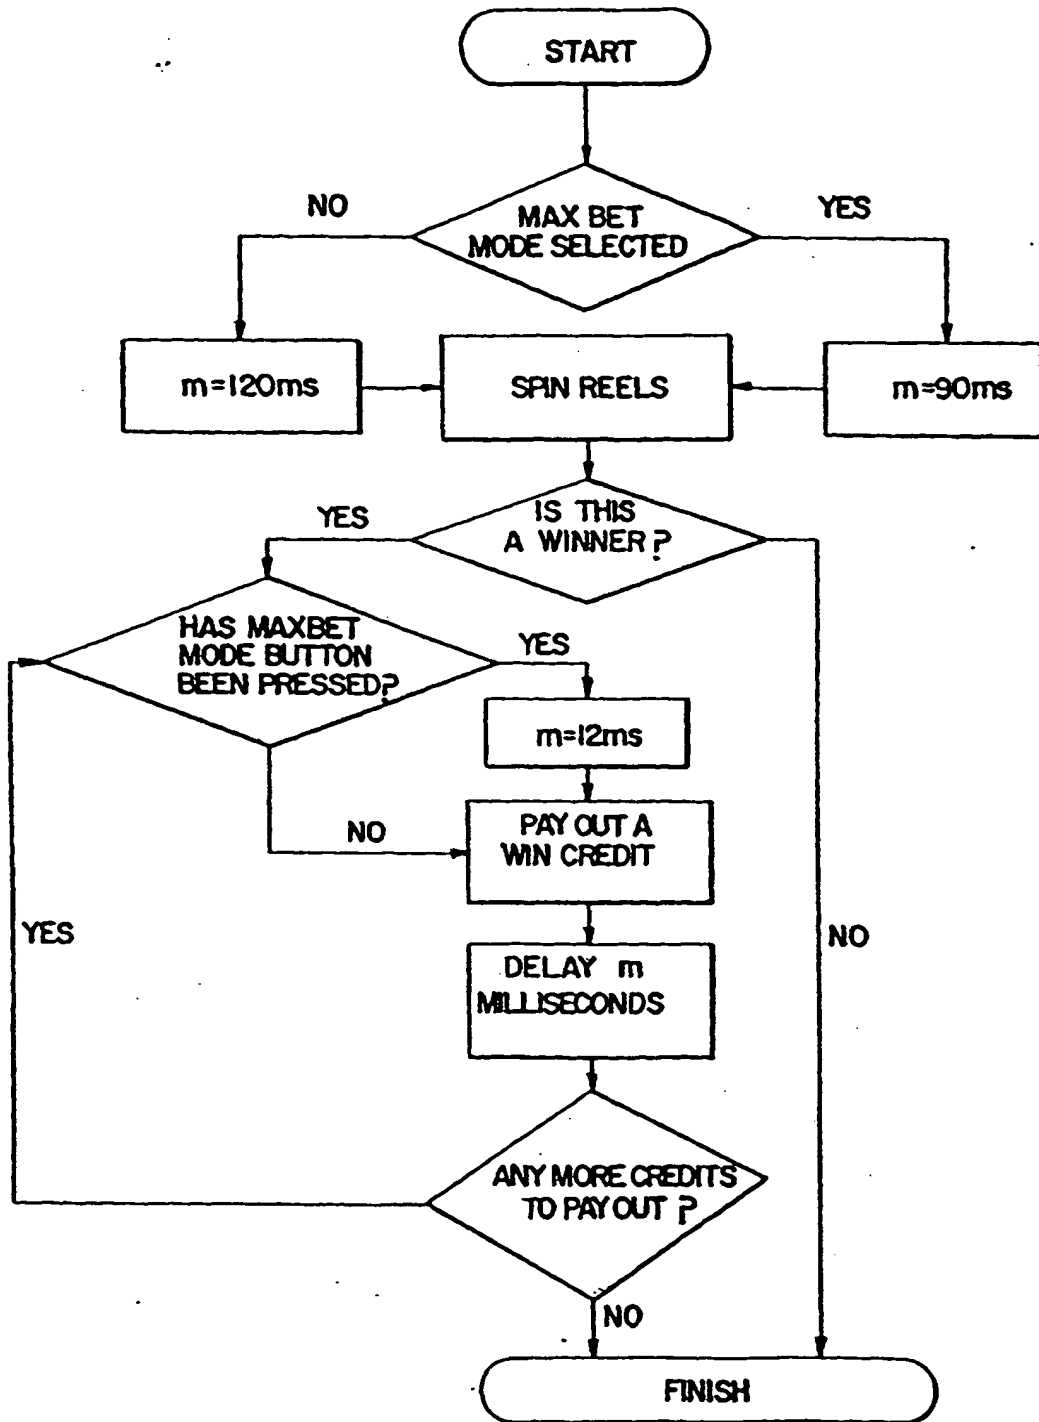 START
NO
YES
MAX BET
MODE SELECTED
m=120ms
SPIN REELS
m=90ms
YES
IS THIS
A WINNER?
HAS MAXBET
MODE BUTTON
BEEN PRESSED?
YES
m=12ms
NO
PAY OUT A
WIN CREDIT
YES
NO
DELAY m
MILLISECONDS
ANY MORE CREDITS
TO PAY OUT ?
NO
FINISH